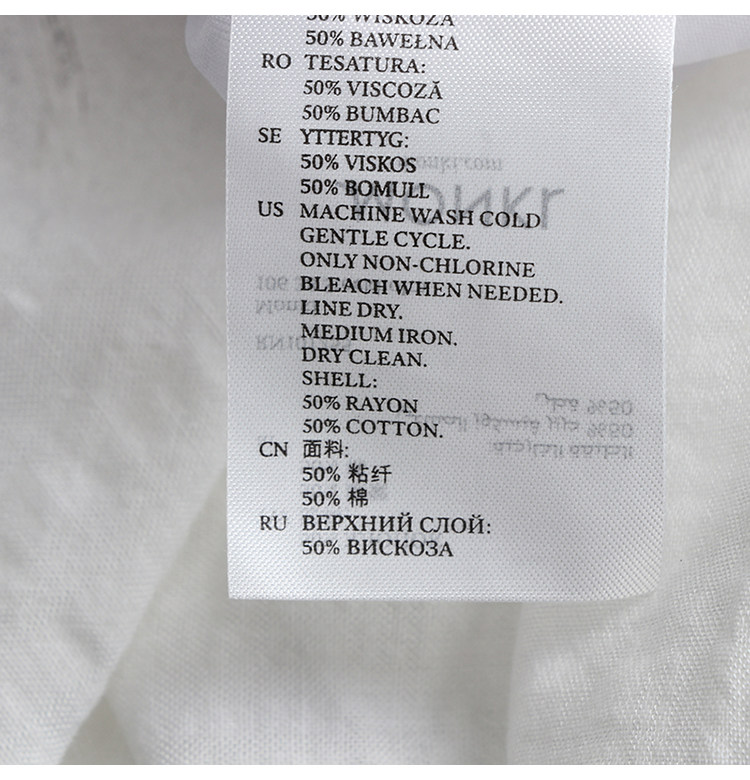 50% WISKOZA
50% BAWEŁNA
RO TESATURA:
50% VISCOZĂ
50% BUMBAC
SE YTTERTYG:
50% VISKOS
50% BOMULL
US MACHINE WASH COLD
GENTLE CYCLE.
ONLY NON-CHLORINE
BLEACH WHEN NEEDED.
LINE DRY.
MEDIUM IRON.
DRY CLEAN.
SHELL:
50% RAYON
50% COTTON.
CN 面料:
50% 粘纤
50% 棉
RU ВЕРХНИЙ СЛОЙ:
50% ВИСКОЗА